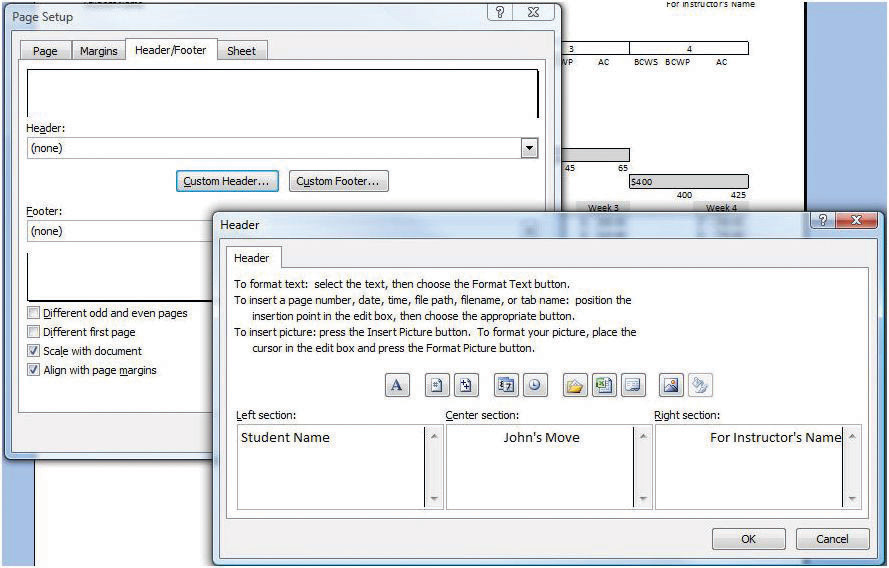 Page Setup
For Instructor's Name
Page Margins Header/Footer Sheet
3 4
WP AC BCWS BCWP AC
Header:
(none)
45 65
Custom Header... Custom Footer...
$400
400 425
Week 3 Week 4
Footer:
(none)
Header
Header
To format text: select the text, then choose the Format Text button.
To insert a page number, date, time, file path, filename, or tab name: position the
insertion point in the edit box, then choose the appropriate button.
To insert picture: press the Insert Picture button. To format your picture, place the
cursor in the edit box and press the Format Picture button.
Different odd and even pages
Different first page
Scale with document
Align with page margins
A
Left section: Center section: Right section:
Student Name John's Move For Instructor's Name
OK Cancel